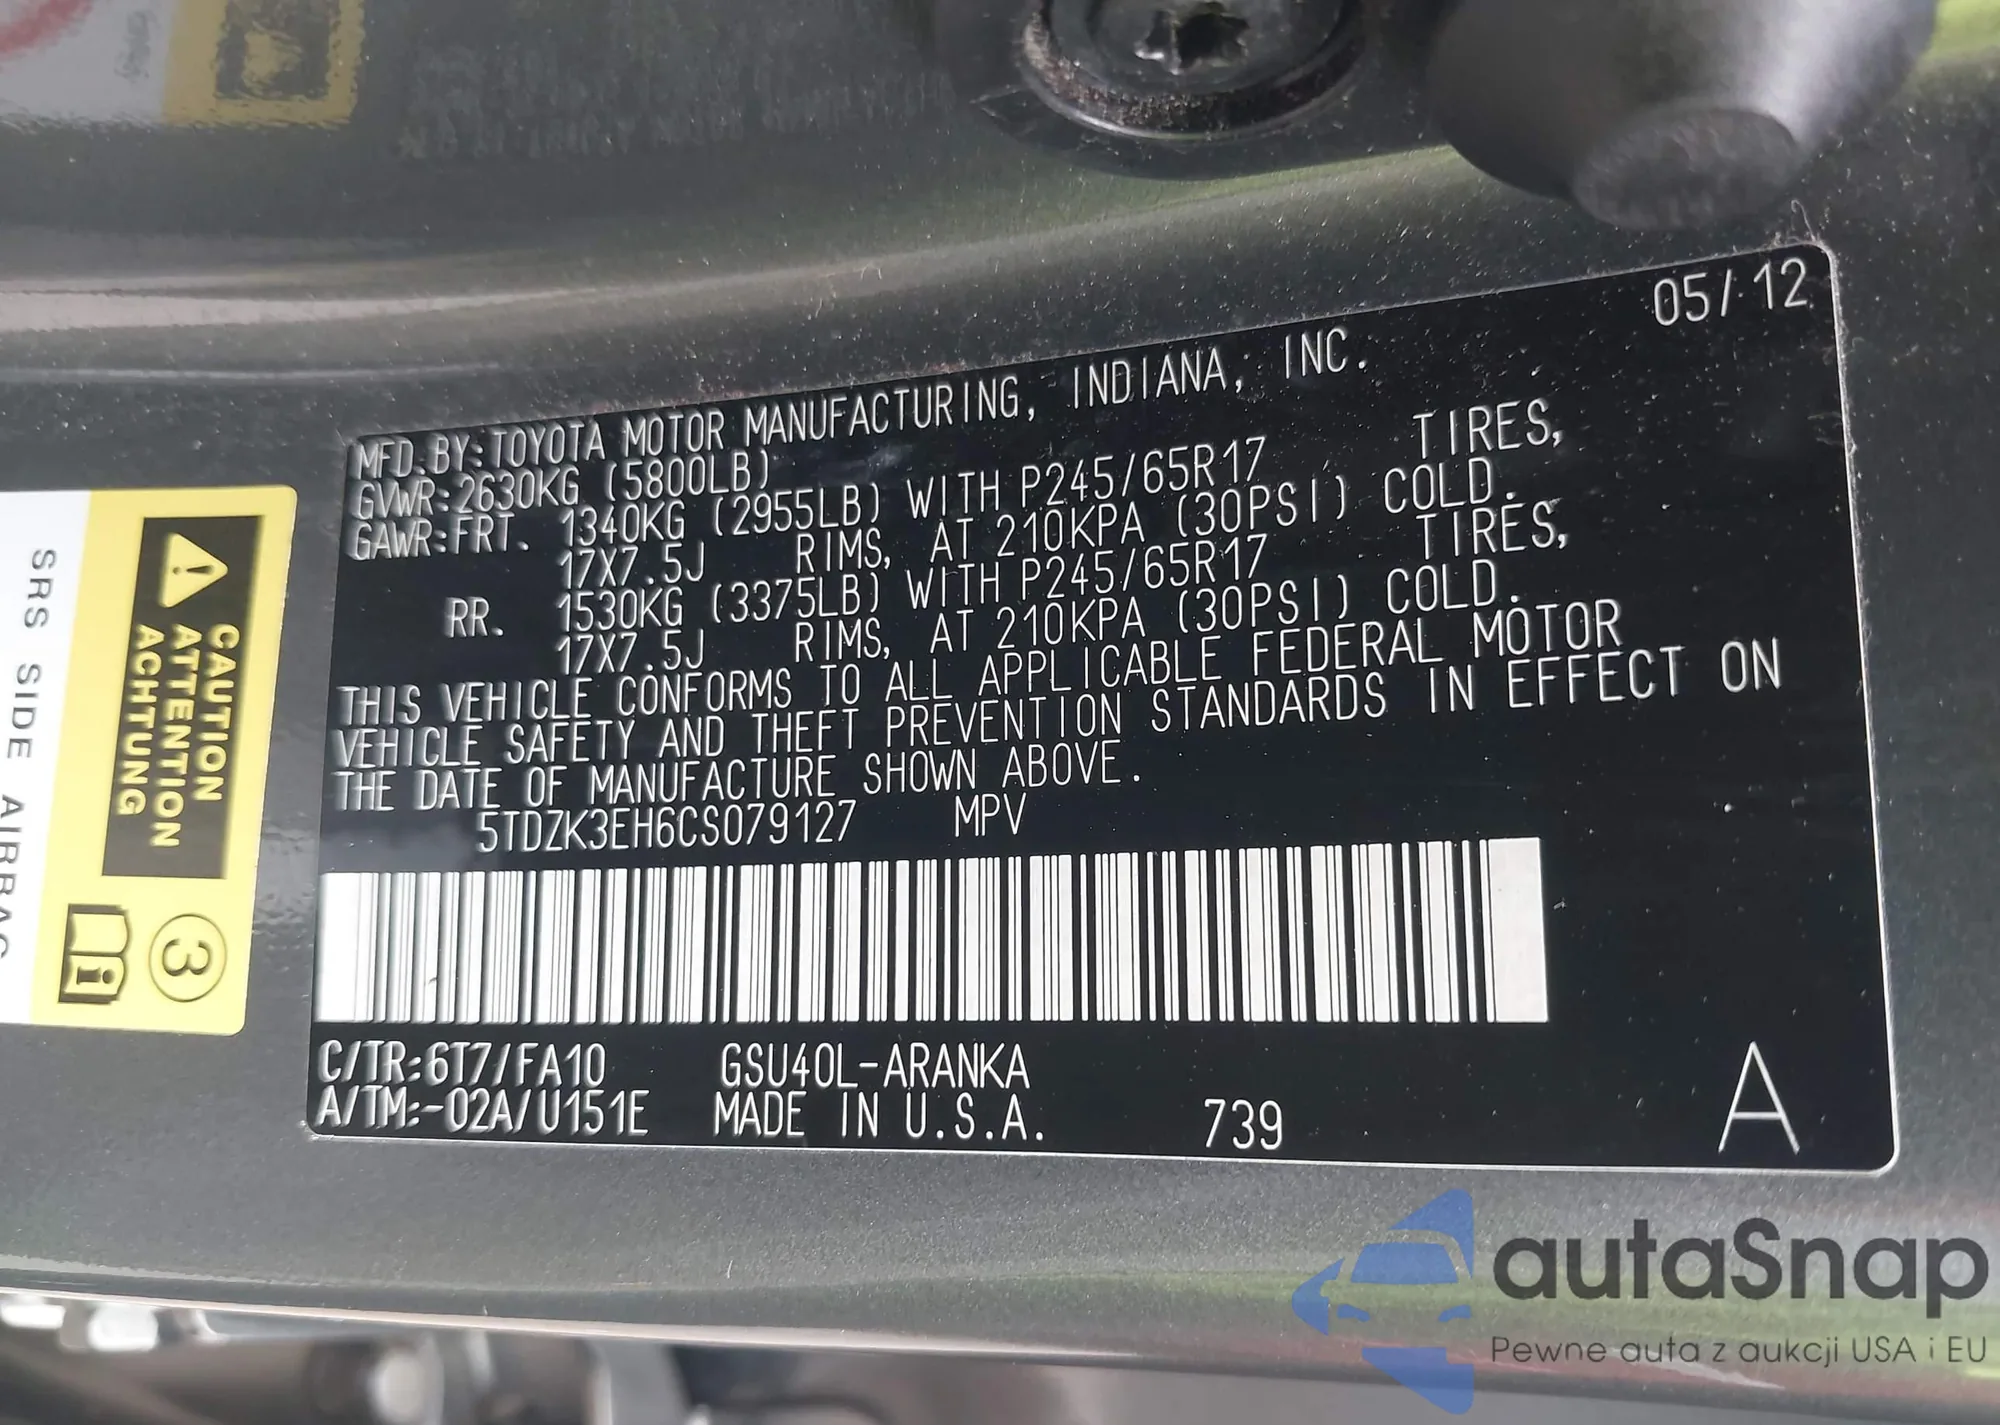 05/12
MFD.BY:TOYOTA MOTOR MANUFACTURING, INDIANA, INC.
GVWR:2630KG (5800LB)
GAWR:FRT. 1340KG (2955LB) WITH P245/65R17 TIRES,
17X7.5J RIMS, AT 210KPA (30PSI) COLD.
RR. 1530KG (3375LB) WITH P245/65R17 TIRES,
17X7.5J RIMS, AT 210KPA (30PSI) COLD.
THIS VEHICLE CONFORMS TO ALL APPLICABLE FEDERAL MOTOR
VEHICLE SAFETY AND THEFT PREVENTION STANDARDS IN EFFECT ON
THE DATE OF MANUFACTURE SHOWN ABOVE.
5TDZK3EH6CS079127 MPV
C/TR:6T7/FA10 GSU40L-ARANKA
A/TM:-02A/U151E MADE IN U.S.A. 739 A
CAUTION
ATTENTION
ACHTUNG
3
i
SRS SIDE AIRBAG
autaSnap
Pewne auta z aukcji USA i EU